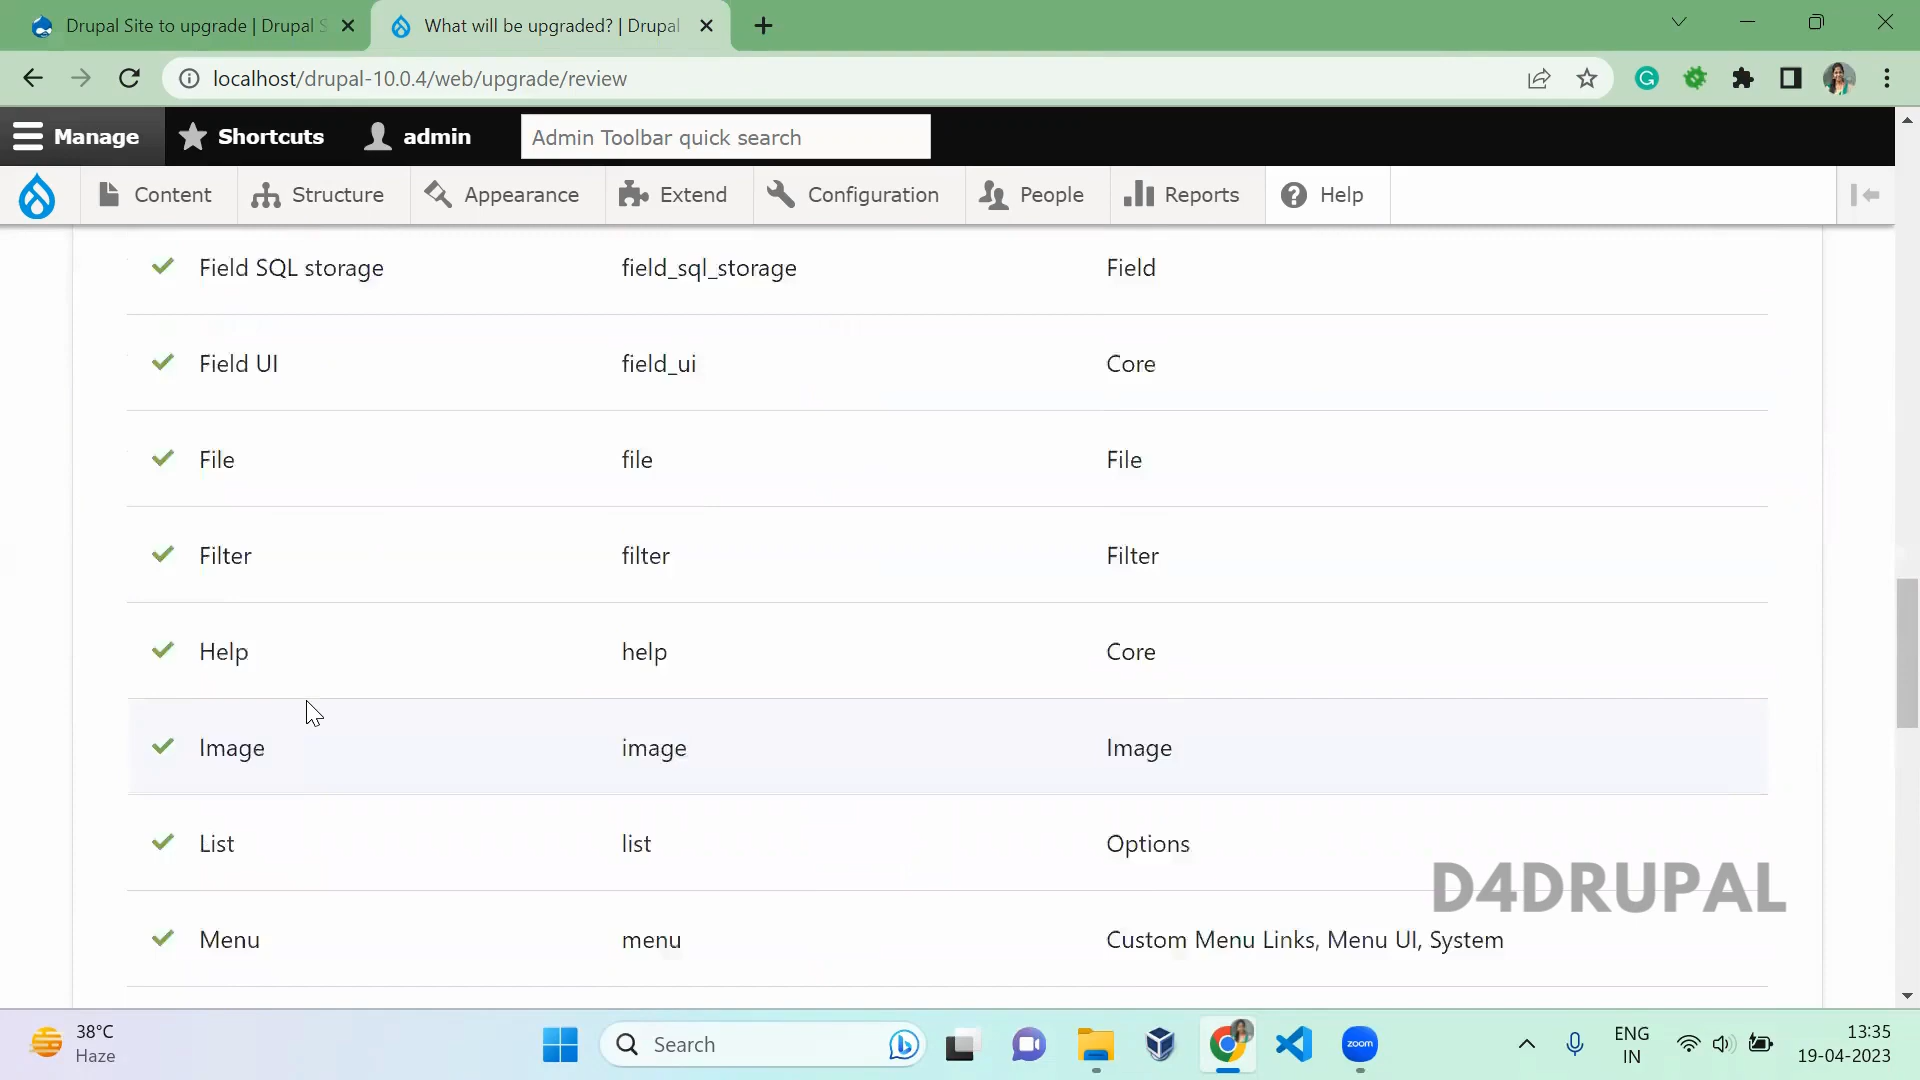 Drupal Site to upgrade | Drupal S
What will be upgraded? | Drupal
localhost/drupal-10.0.4/web/upgrade/review
Manage
Shortcuts
admin
Admin Toolbar quick search
Content
Structure
Appearance
Extend
Configuration
People
Reports
Help
Field SQL storage field_sql_storage Field
Field UI field_ui Core
File file File
Filter filter Filter
Help help Core
Image image Image
List list Options
D4DRUPAL
Menu menu Custom Menu Links, Menu UI, System
38°C
Haze
Search
zoom
ENG
IN
13:35
19-04-2023